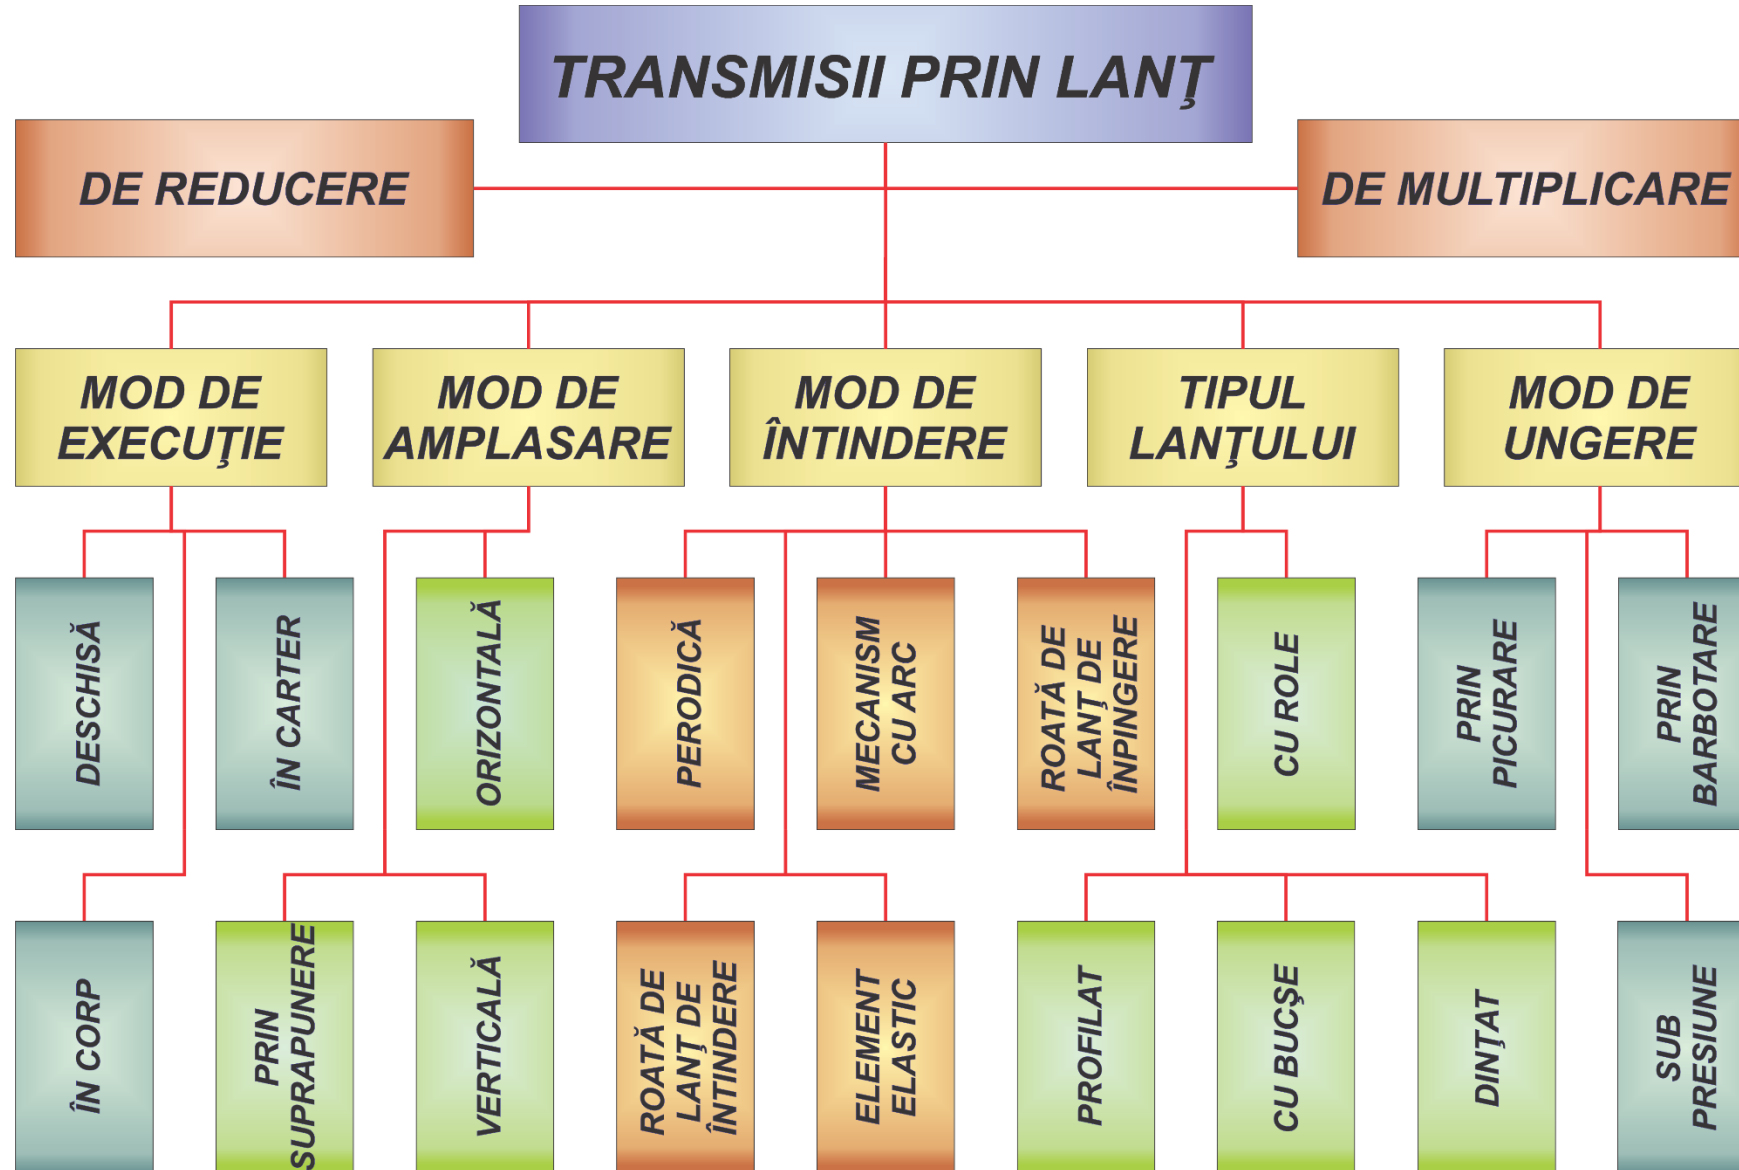 TRANSMISII PRIN LANŢ
DE REDUCERE
DE MULTIPLICARE
MOD DE
EXECUŢIE
MOD DE
AMPLASARE
MOD DE
ÎNTINDERE
TIPUL
LANŢULUI
MOD DE
UNGERE
DESCHISĂ
ÎN CARTER
ORIZONTALĂ
PERODICĂ
MECANISM
CU ARC
ROATĂ DE
LANŢ DE
ÎNPINGERE
CU ROLE
PRIN
PICURARE
PRIN
BARBOTARE
ÎN CORP
PRIN
SUPRAPUNERE
VERTICALĂ
ROATĂ DE
LANŢ DE
ÎNTINDERE
ELEMENT
ELASTIC
PROFILAT
CU BUCŞE
DINŢAT
SUB
PRESIUNE